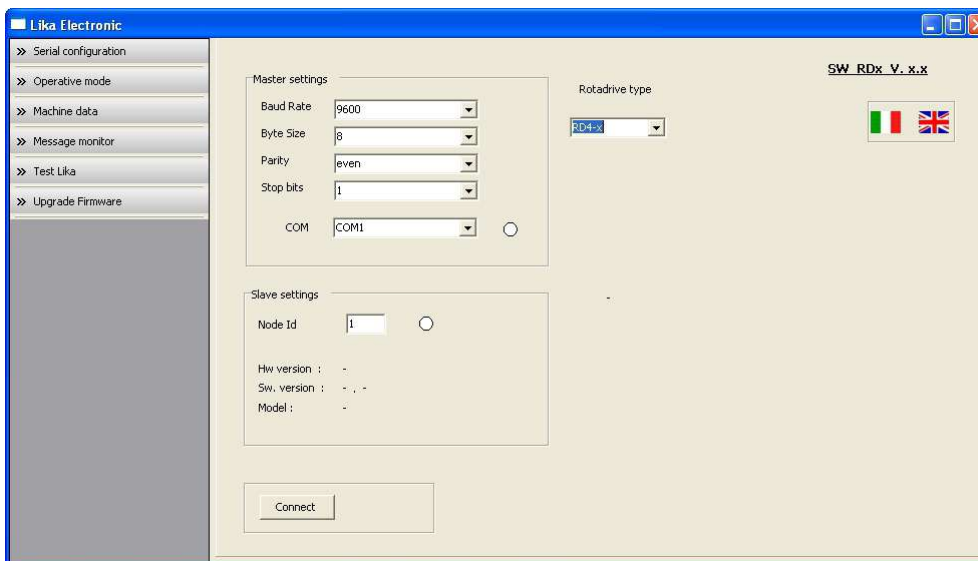 Lika Electronic
» Serial configuration
» Operative mode
» Machine data
» Message monitor
» Test Lika
» Upgrade Firmware
SW RDx V. x.x
Master settings
Baud Rate 9600
Byte Size 8
Parity even
Stop bits 1
COM COM1
Rotadrive type
RD4-x
Slave settings
Node Id 1
Hw version : -
Sw. version : - . -
Model : -
-
Connect